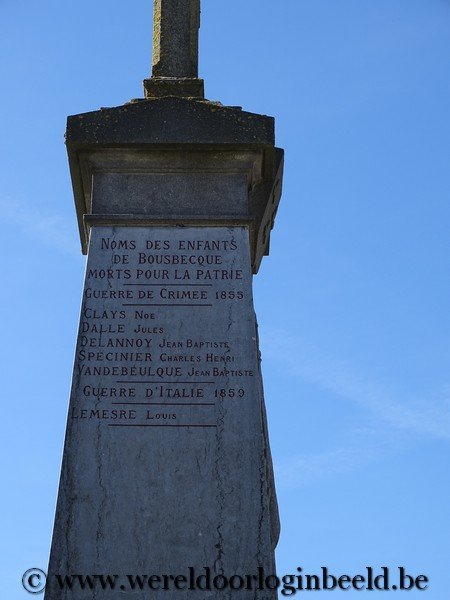 NOMS DES ENFANTS
DE BOUSBECQUE
MORTS POUR LA PATRIE
GUERRE DE CRIMEE 1855
CLAYS NOE
DALLE JULES
DELANNOY JEAN BAPTISTE
SPECINIER CHARLES HENRI
VANDEBEULQUE JEAN BAPTISTE
GUERRE D'ITALIE 1859
LEMESRE LOUIS
© www.wereldoorloginbeeld.be